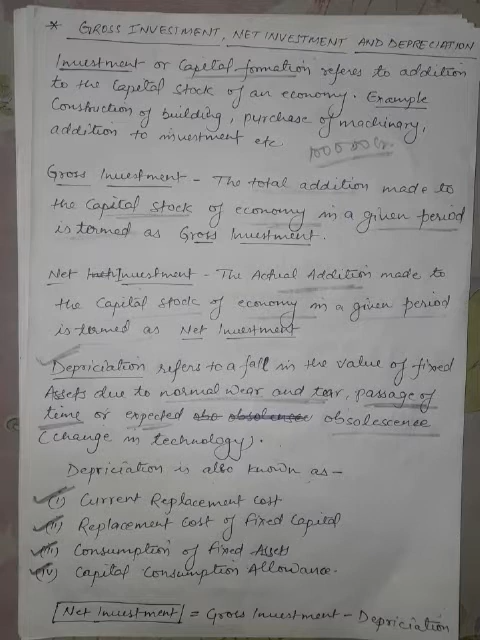 * GROSS INVESTMENT, NET INVESTMENT AND DEPRECIATION
Investment or Capital formation referes to addition
to the Capital stock of an economy. Example
Construction of building, purchase of machinary,
addition to investment etc.
Gross Investment - The total addition made to
the Capital stock of economy in a given period
is termed as Gross Investment.
Net Investment - The Actual Addition made to
the Capital stock of economy in a given period
is termed as Net Investment
Depriciation refers to a fall in the value of fixed
Assets due to normal wear and tear, passage of
time or expected obsolescence
(change in technology).
Depriciation is also known as -
(i) Current Replacement Cost
(ii) Replacement Cost of Fixed Capital
(iii) Consumption of fixed Assets
(iv) Capital Consumption Allowance.
Net Investment = Gross Investment - Depriciation